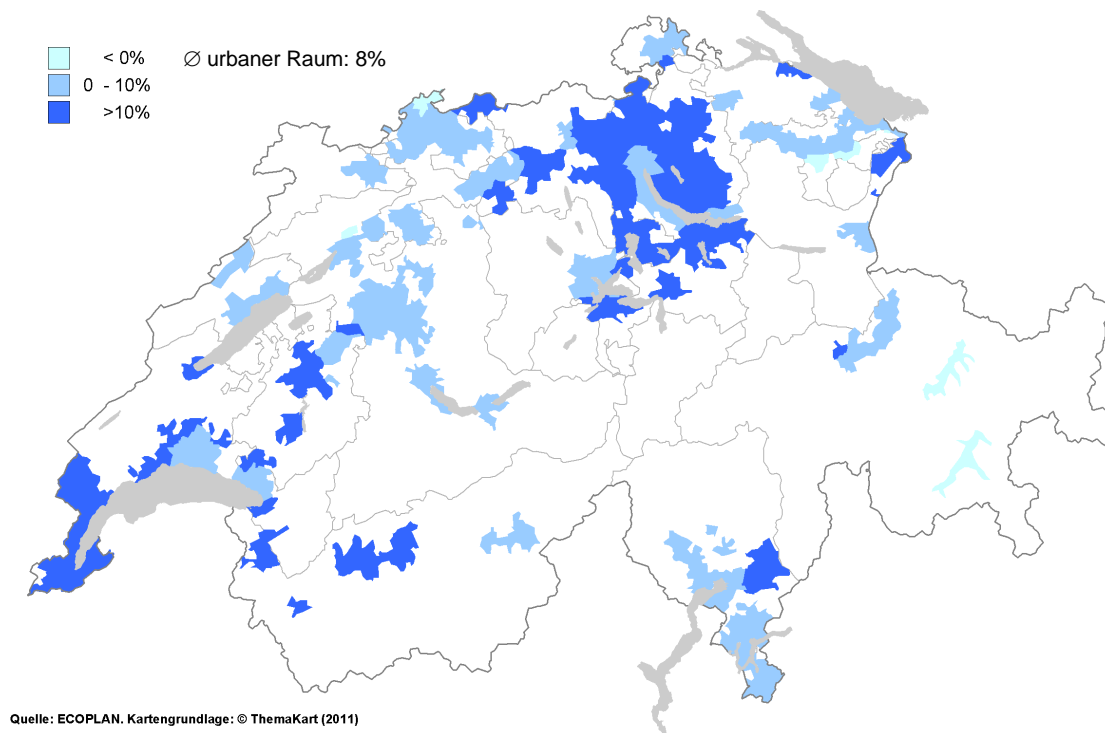 < 0%
∅ urbaner Raum: 8%
0 - 10%
>10%
Quelle: ECOPLAN. Kartengrundlage: © ThemaKart (2011)